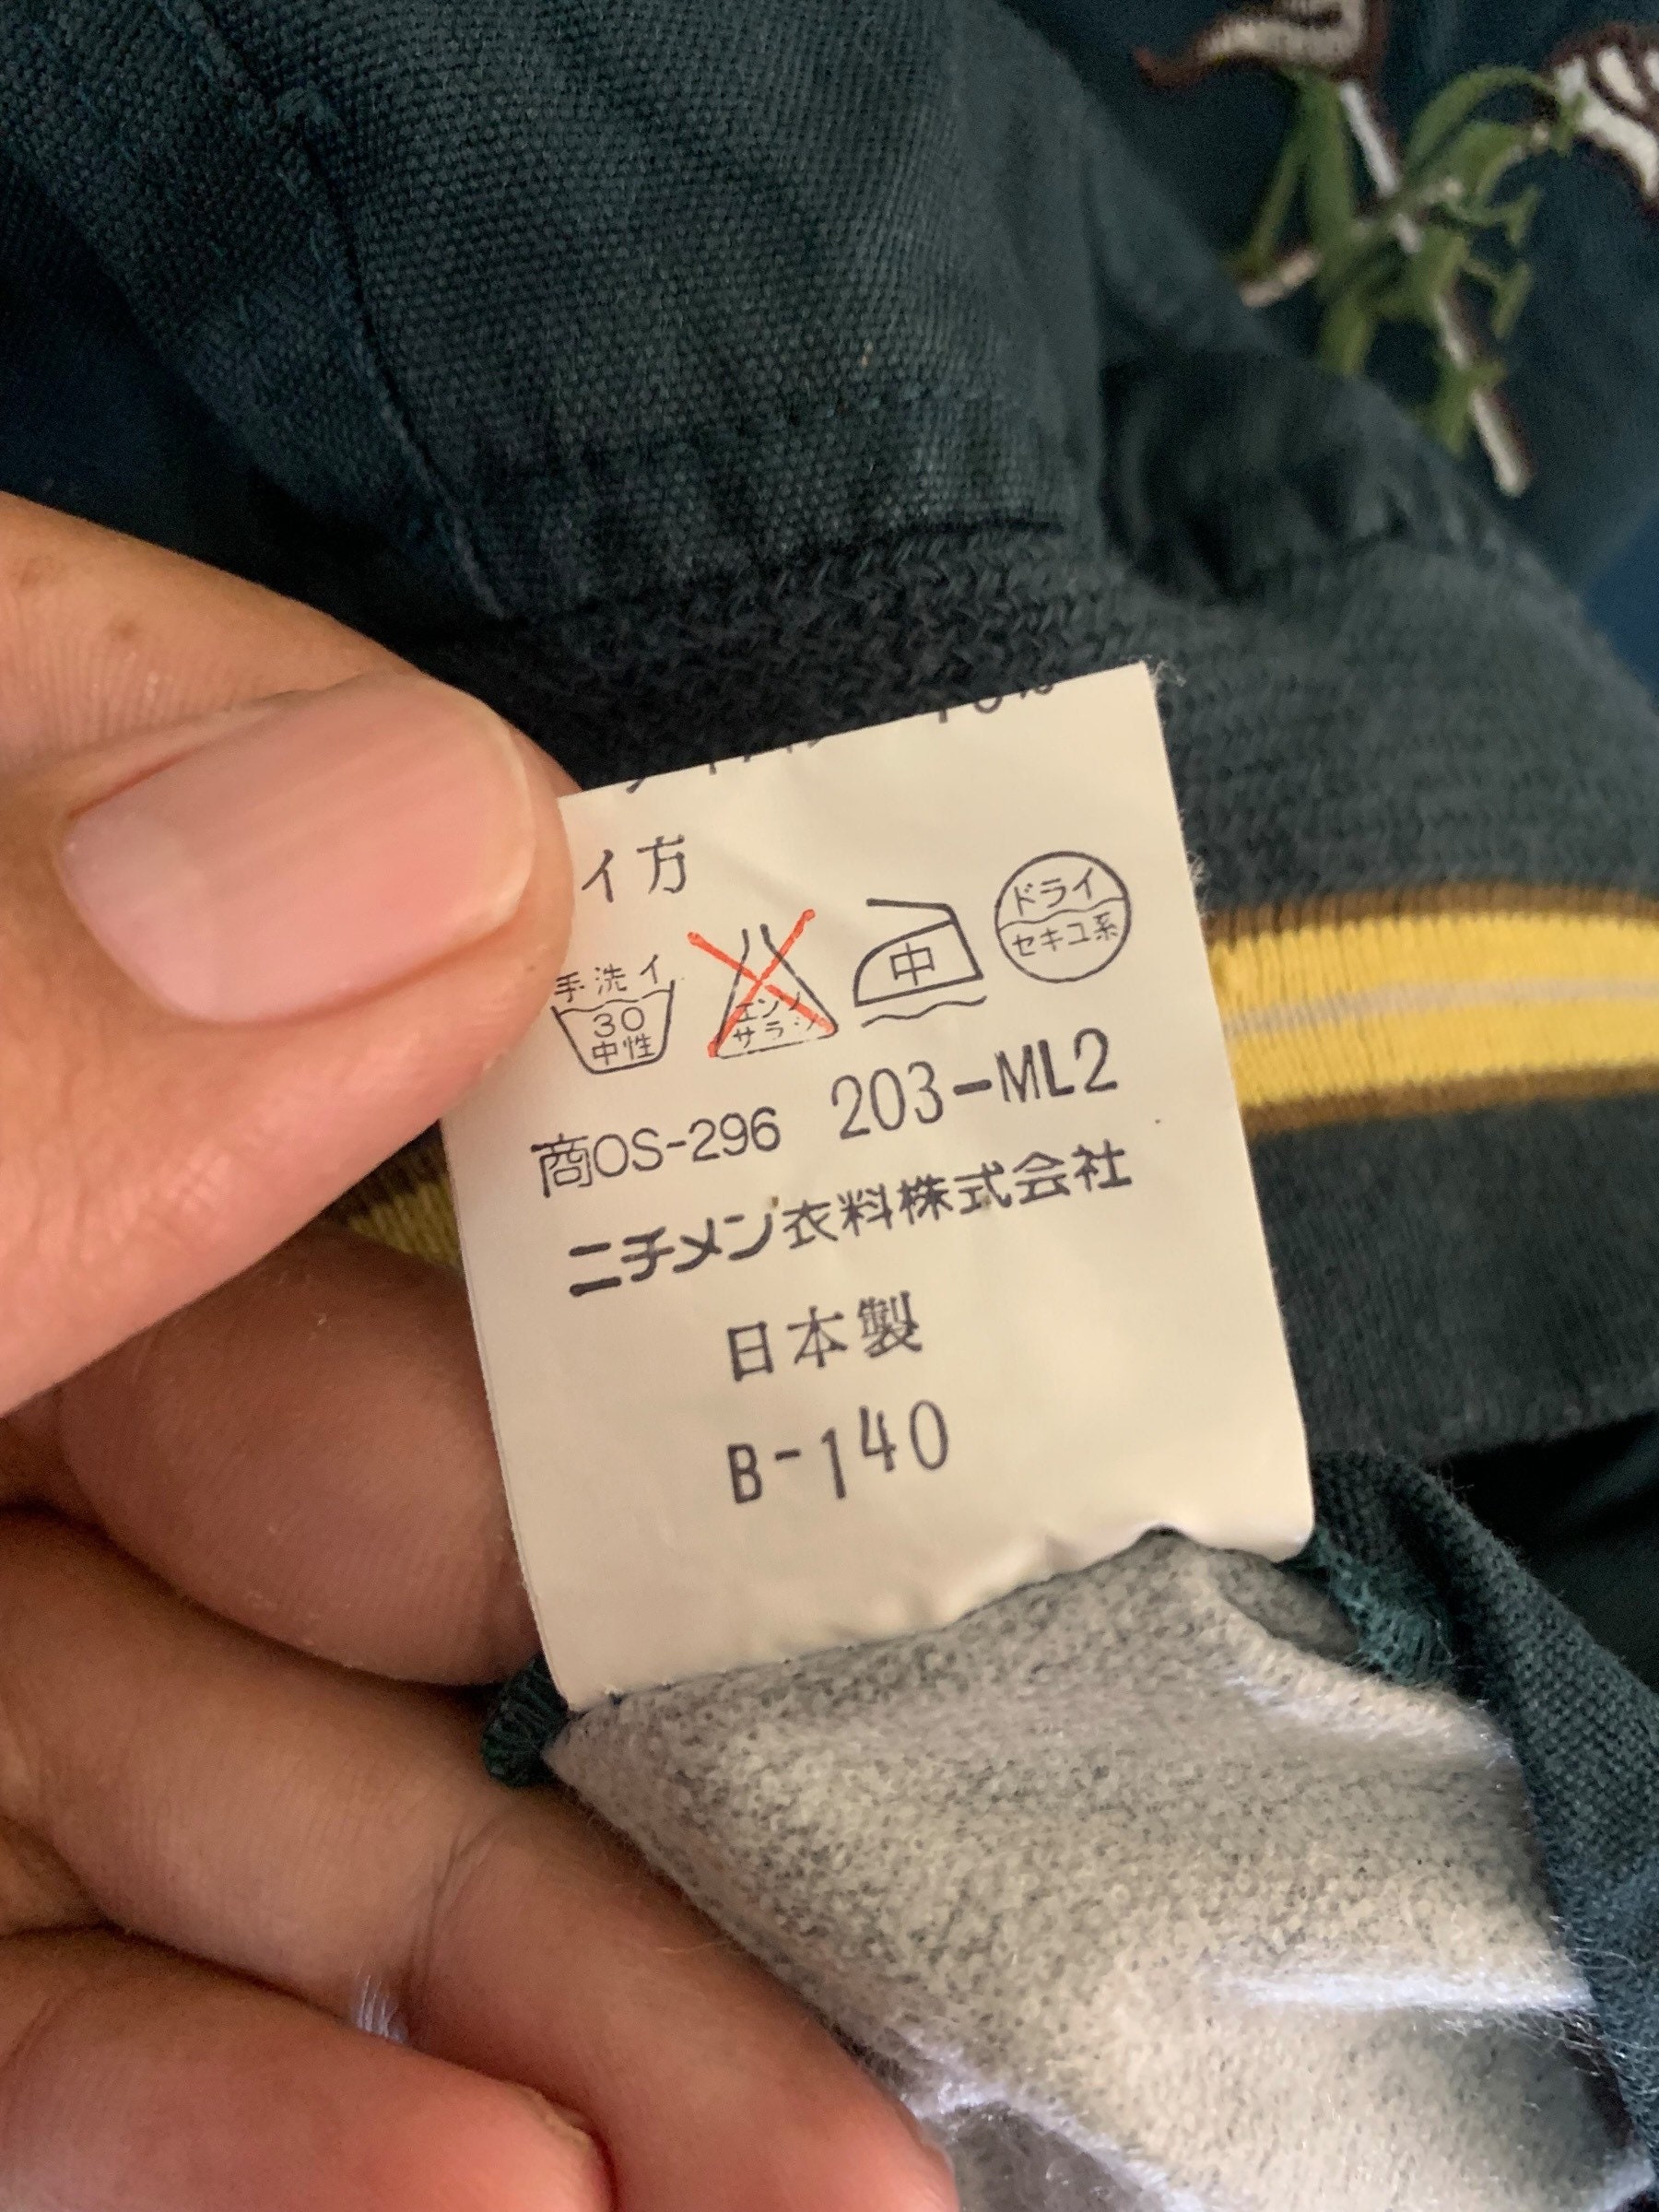 イ方
手洗イ
30
中性
エンソ
サラシ
中
ドライ
セキユ系
商OS-296 203-ML2
ニチメン衣料株式会社
日本製
B-140